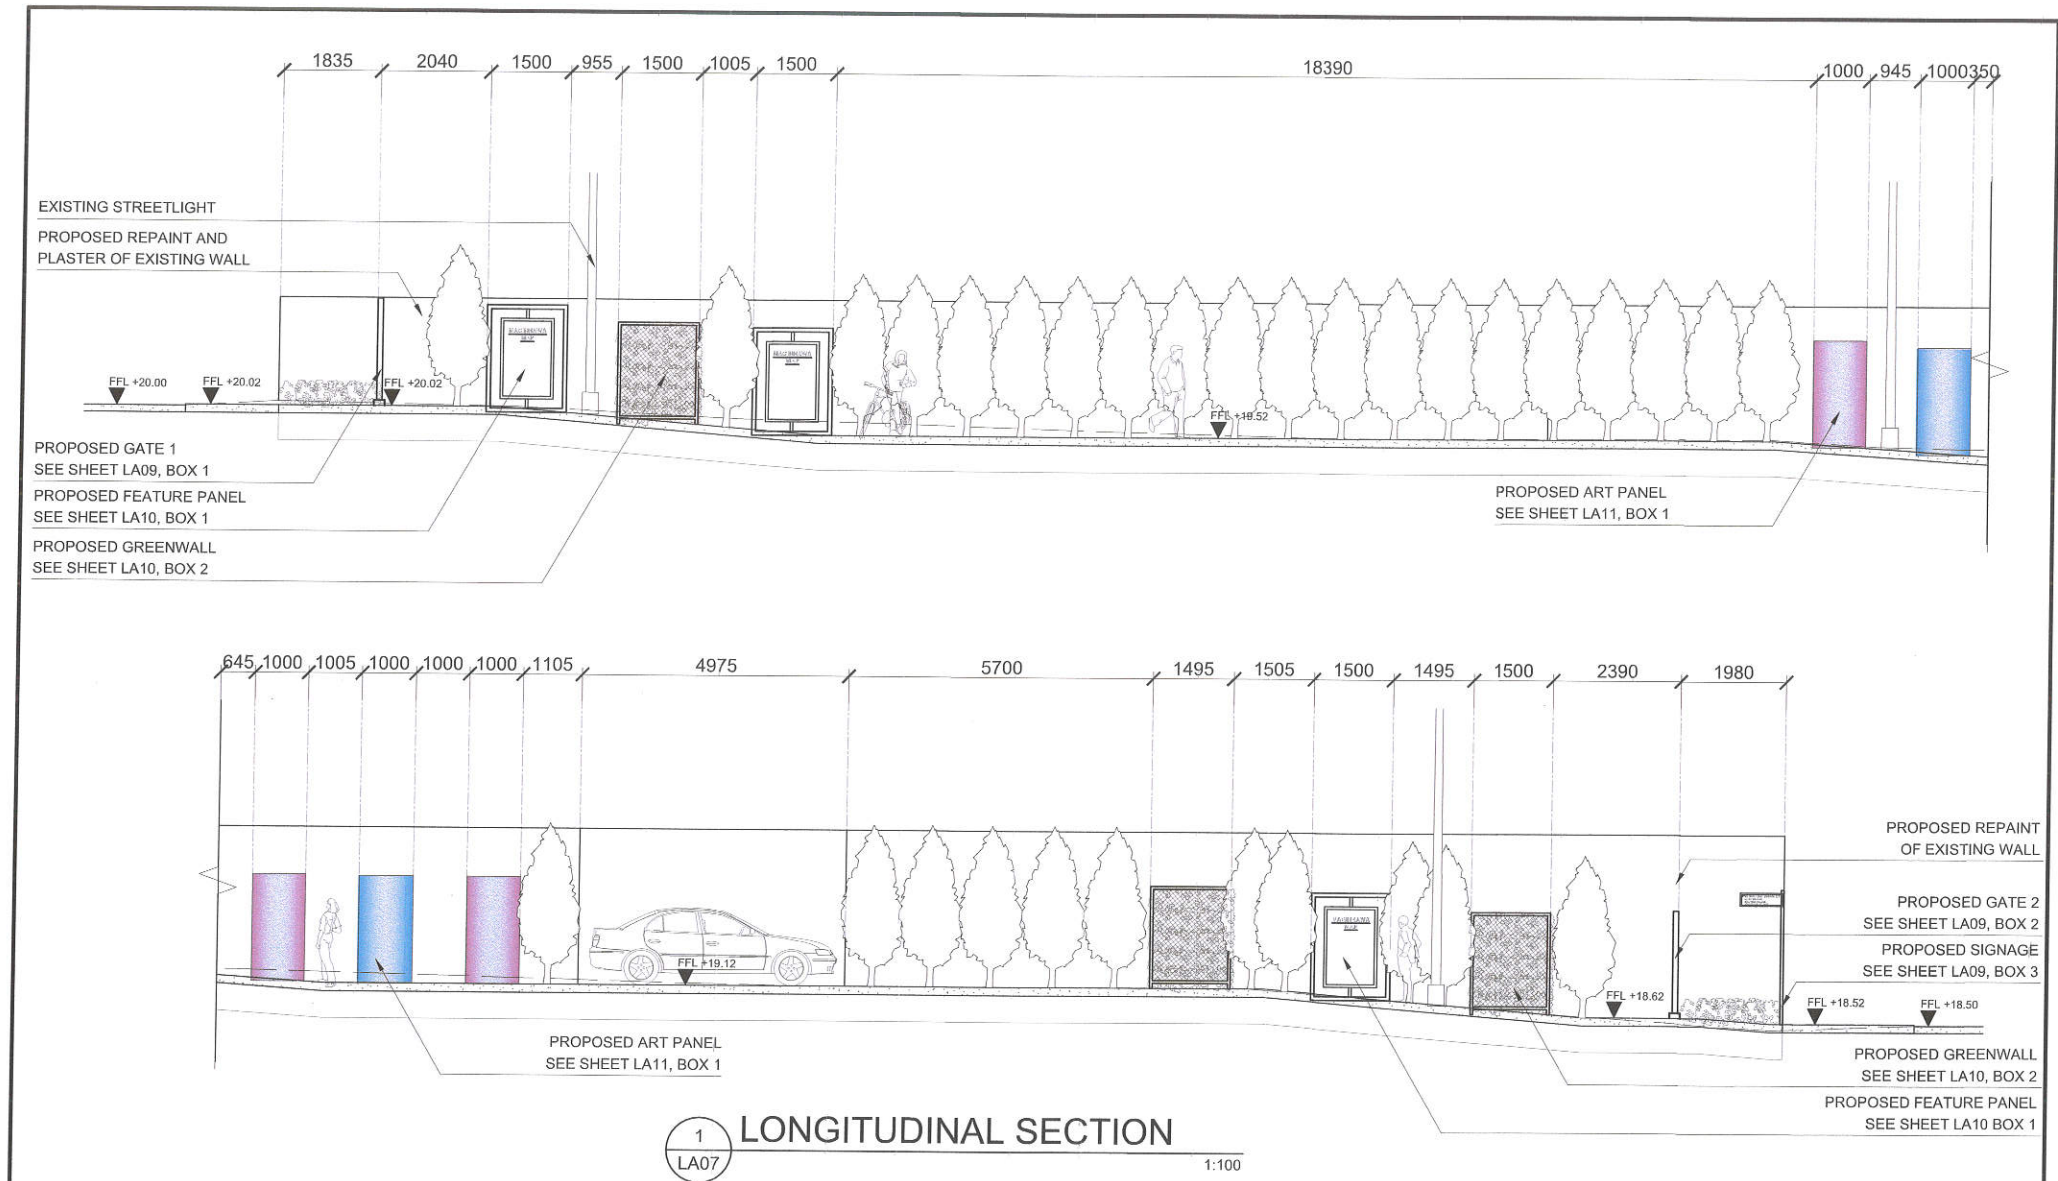 1835 2040 1500 955 1500 1005 1500 18390 1000 945 1000 350
EXISTING STREETLIGHT
PROPOSED REPAINT AND
PLASTER OF EXISTING WALL
FFL +20.00
FFL +20.02
FFL +20.02
FFL +19.52
PROPOSED GATE 1
SEE SHEET LA09, BOX 1
PROPOSED FEATURE PANEL
SEE SHEET LA10, BOX 1
PROPOSED GREENWALL
SEE SHEET LA10, BOX 2
PROPOSED ART PANEL
SEE SHEET LA11, BOX 1
645 1000 1005 1000 1000 1000 1105 4975 5700 1495 1505 1500 1495 1500 2390 1980
PROPOSED REPAINT
OF EXISTING WALL
PROPOSED GATE 2
SEE SHEET LA09, BOX 2
PROPOSED SIGNAGE
SEE SHEET LA09, BOX 3
FFL +19.12
FFL +18.62
FFL +18.52
FFL +18.50
PROPOSED ART PANEL
SEE SHEET LA11, BOX 1
PROPOSED GREENWALL
SEE SHEET LA10, BOX 2
PROPOSED FEATURE PANEL
SEE SHEET LA10 BOX 1
1
LA07
LONGITUDINAL SECTION
1:100